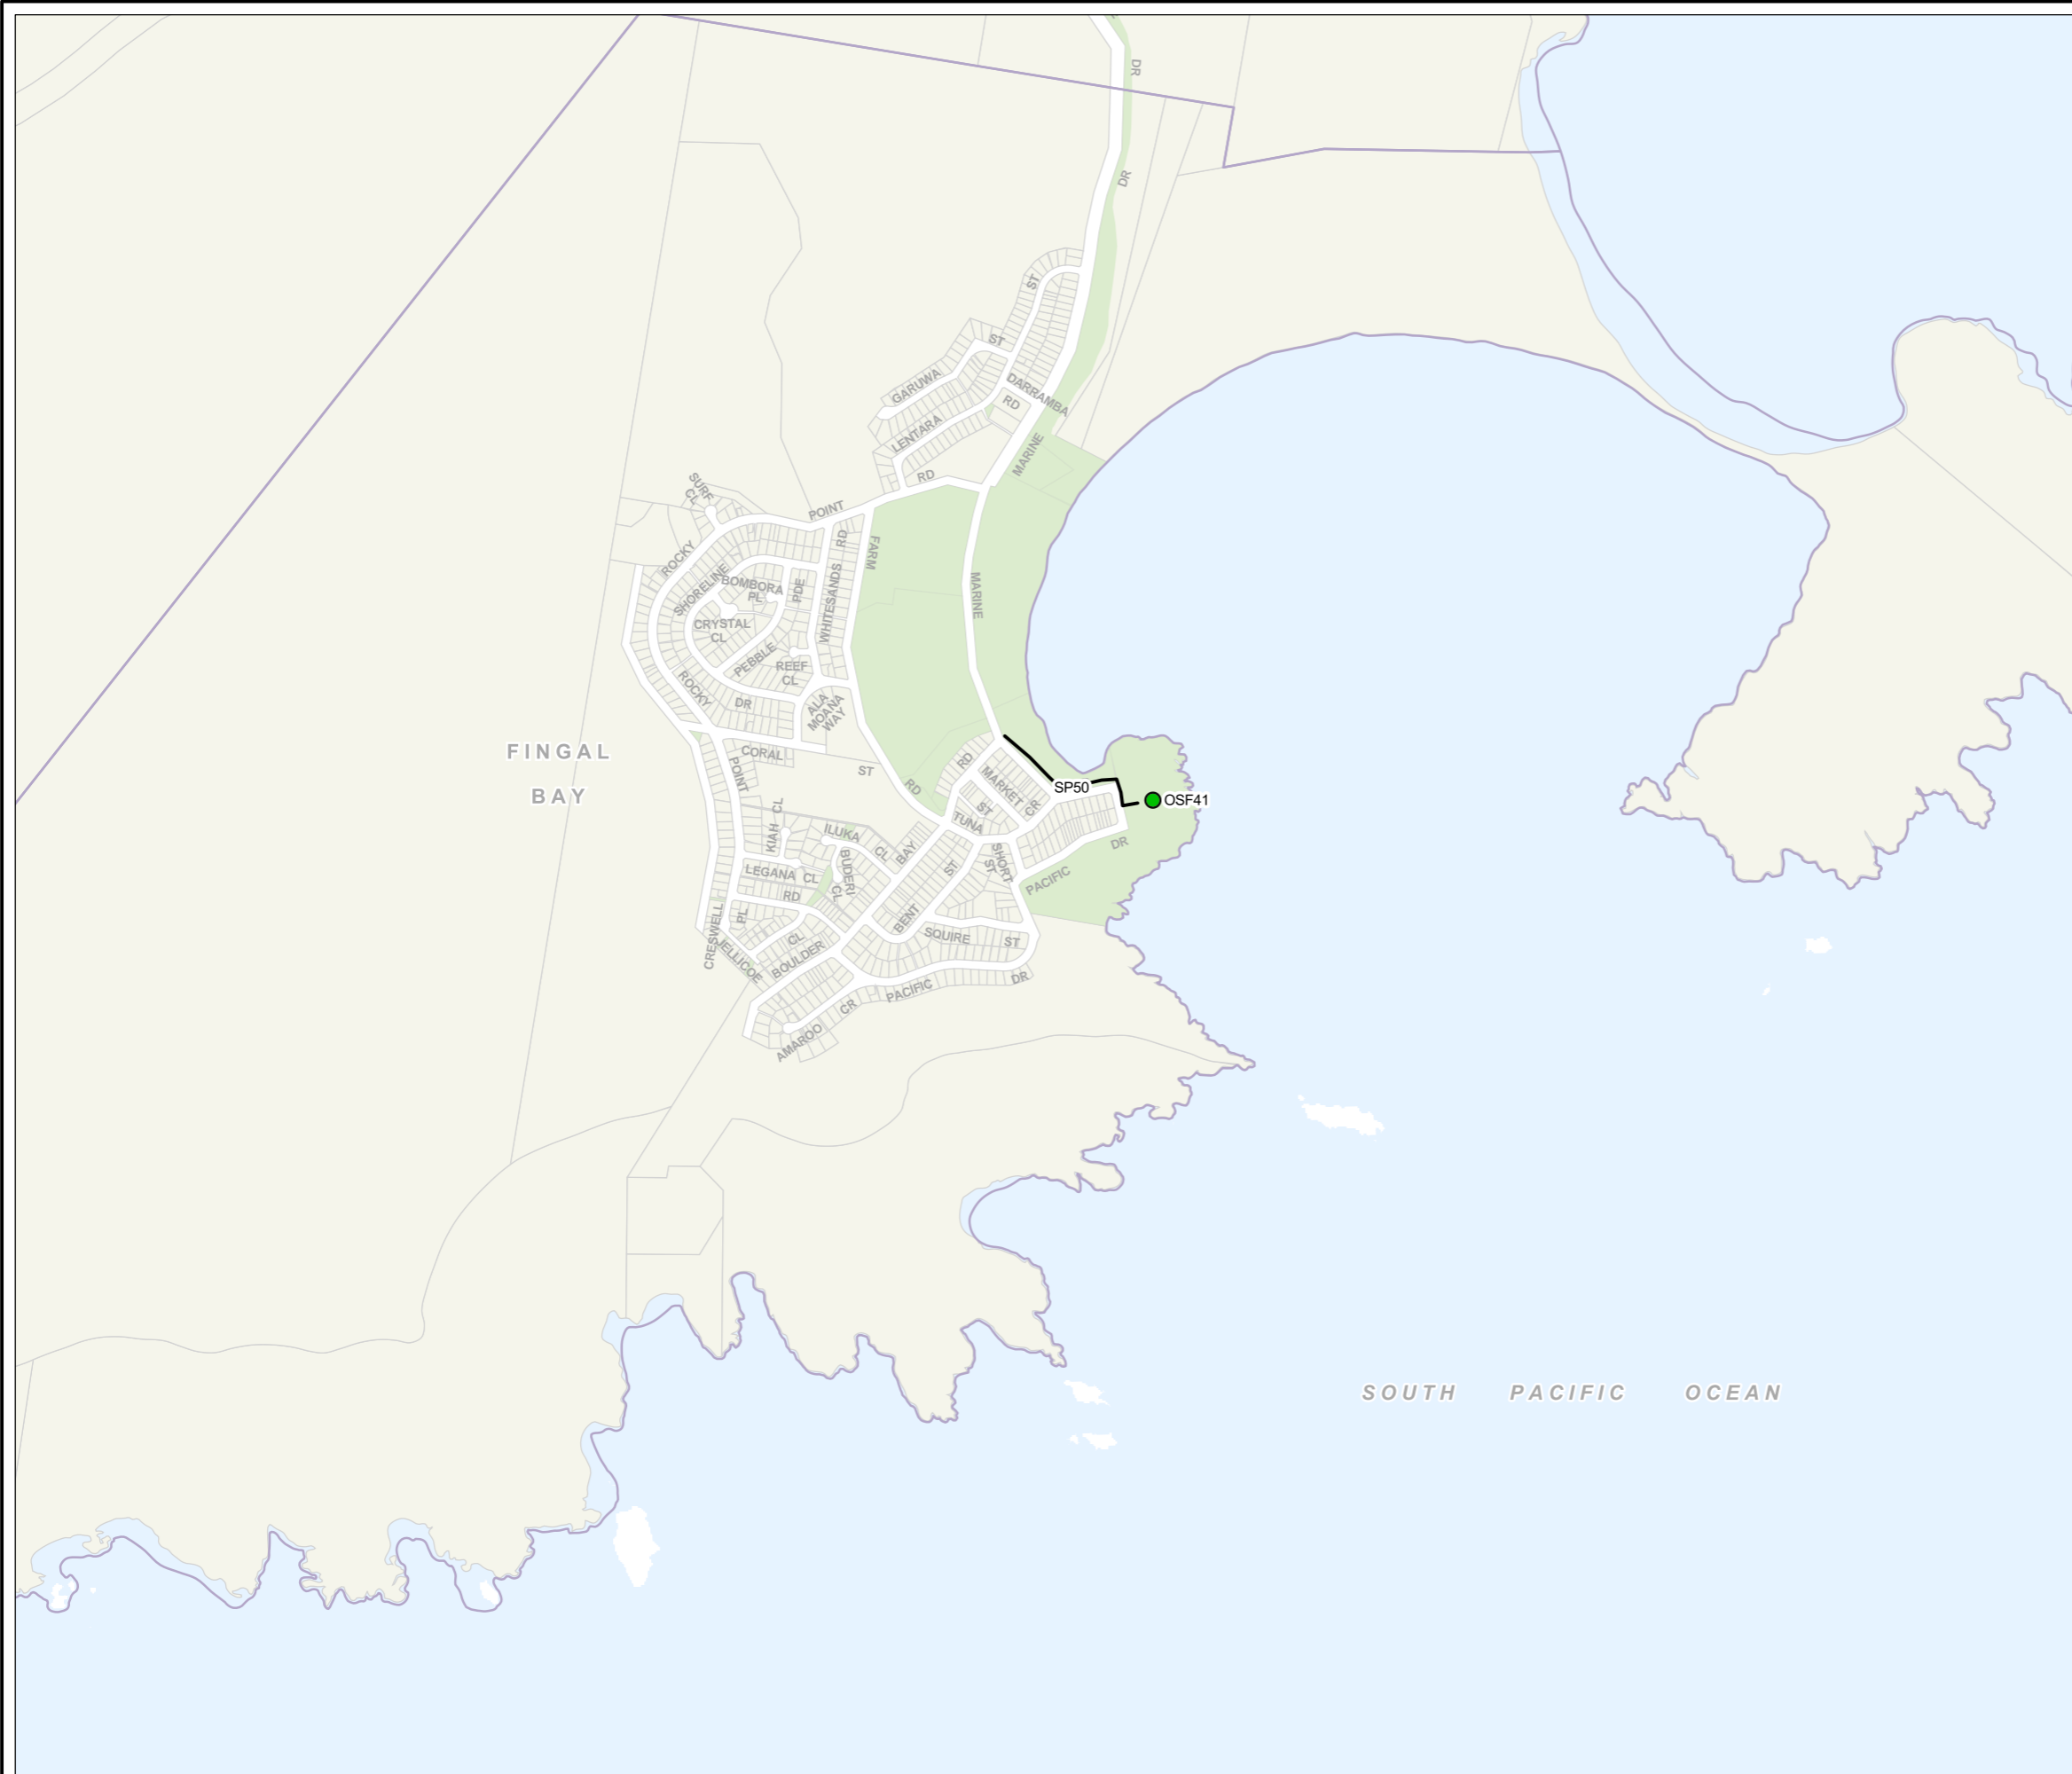 DR
DR
ST
ST
GARUWA
DARRAMBA
RD
LENTARA
MARINE
RD
SURF
CL
POINT
RD
FARM
ROCKY
SHORELINE
BOMBORA
PL
PDE
WHITESANDS
MARINE
CRYSTAL
CL
PEBBLE
REEF
CL
ROCKY
DR
ALA
MOANA
WAY
FINGAL
BAY
CORAL
ST
POINT
RD
RD
MARKET
ST
CR
SP50
OSF41
TUNA
KIAH
CL
ILUKA
CL
BAY
BUDERI
CL
SHORT
ST
DR
LEGANA
CL
ST
PACIFIC
RD
PL
BENT
CRESWELL
JELLICOE
CL
BOULDER
SQUIRE
ST
PACIFIC
DR
CR
AMAROO
SOUTH PACIFIC OCEAN